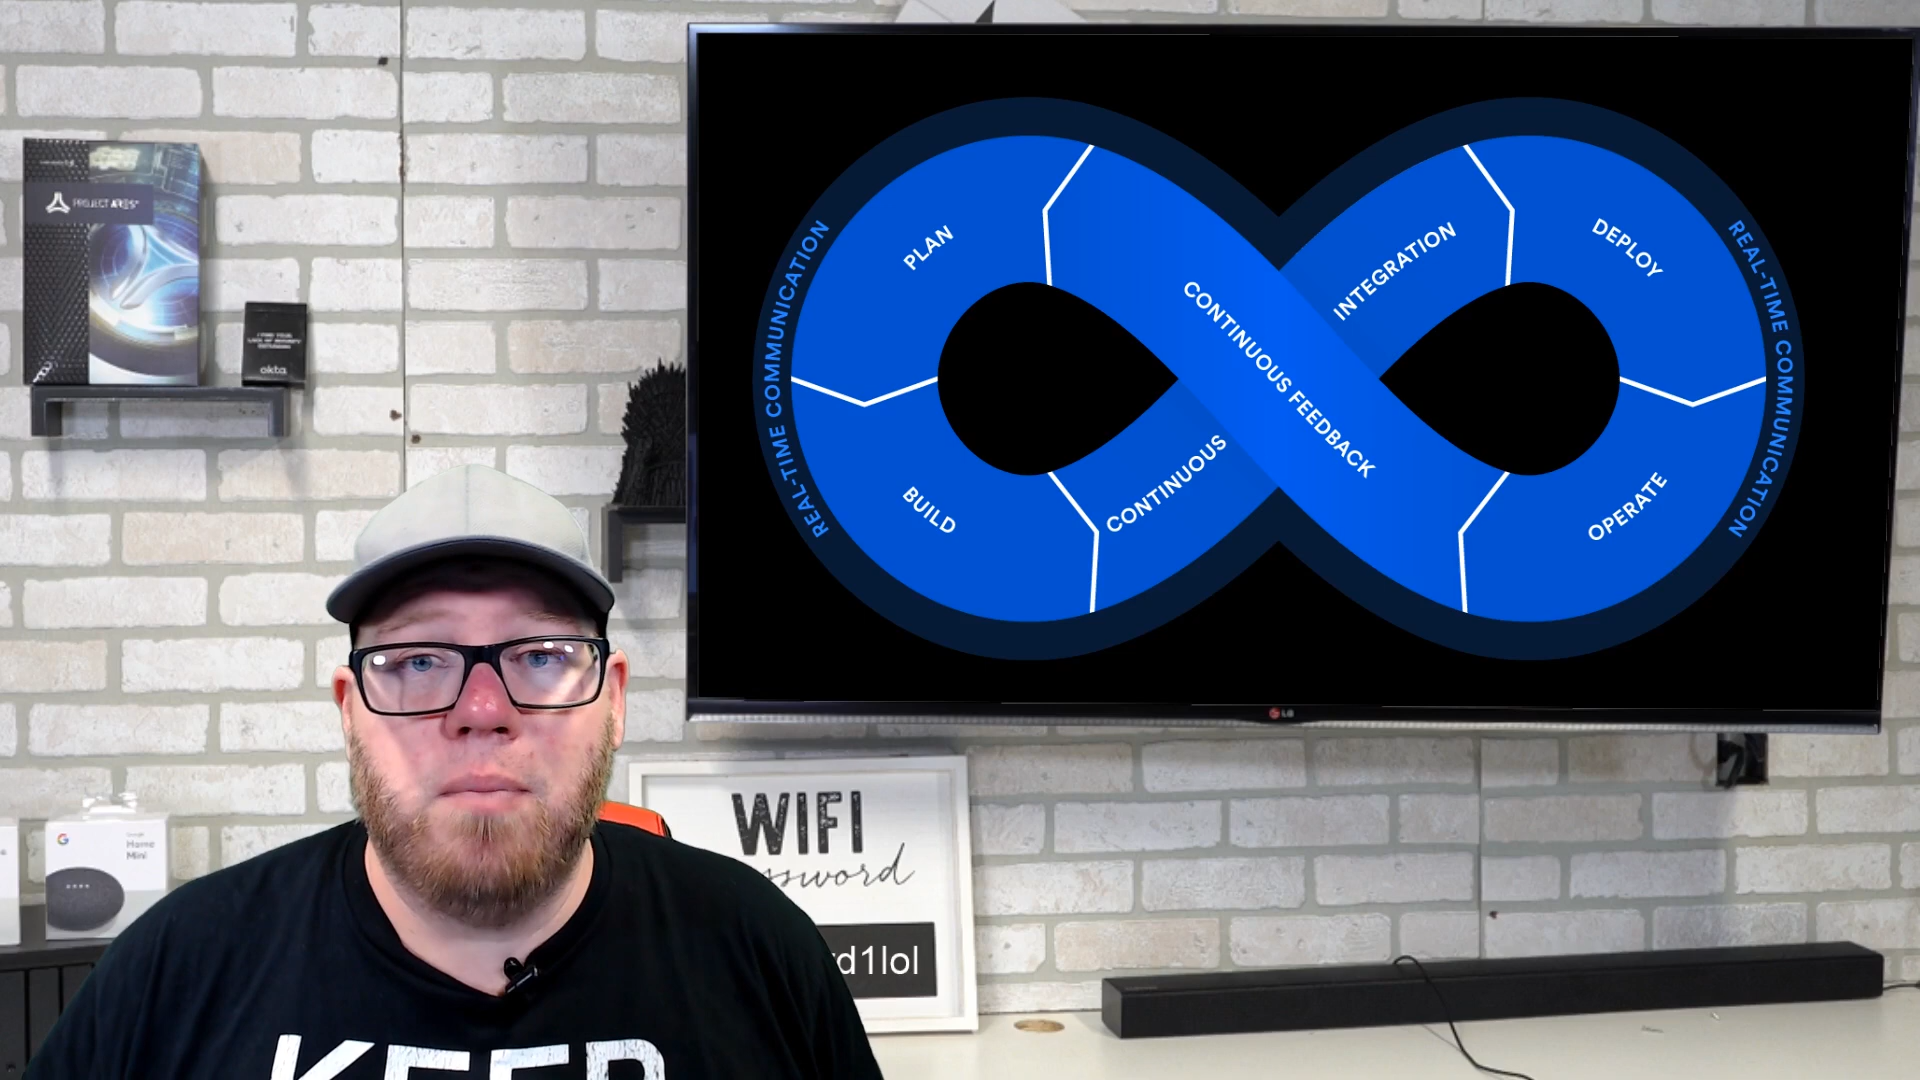 PROJECT ARES
okta
REAL-TIME COMMUNICATION
PLAN
BUILD
CONTINUOUS
INTEGRATION
CONTINUOUS FEEDBACK
DEPLOY
OPERATE
REAL-TIME COMMUNICATION
LG
Google
Home
Mini
WIFI
rd1lol
KEEP